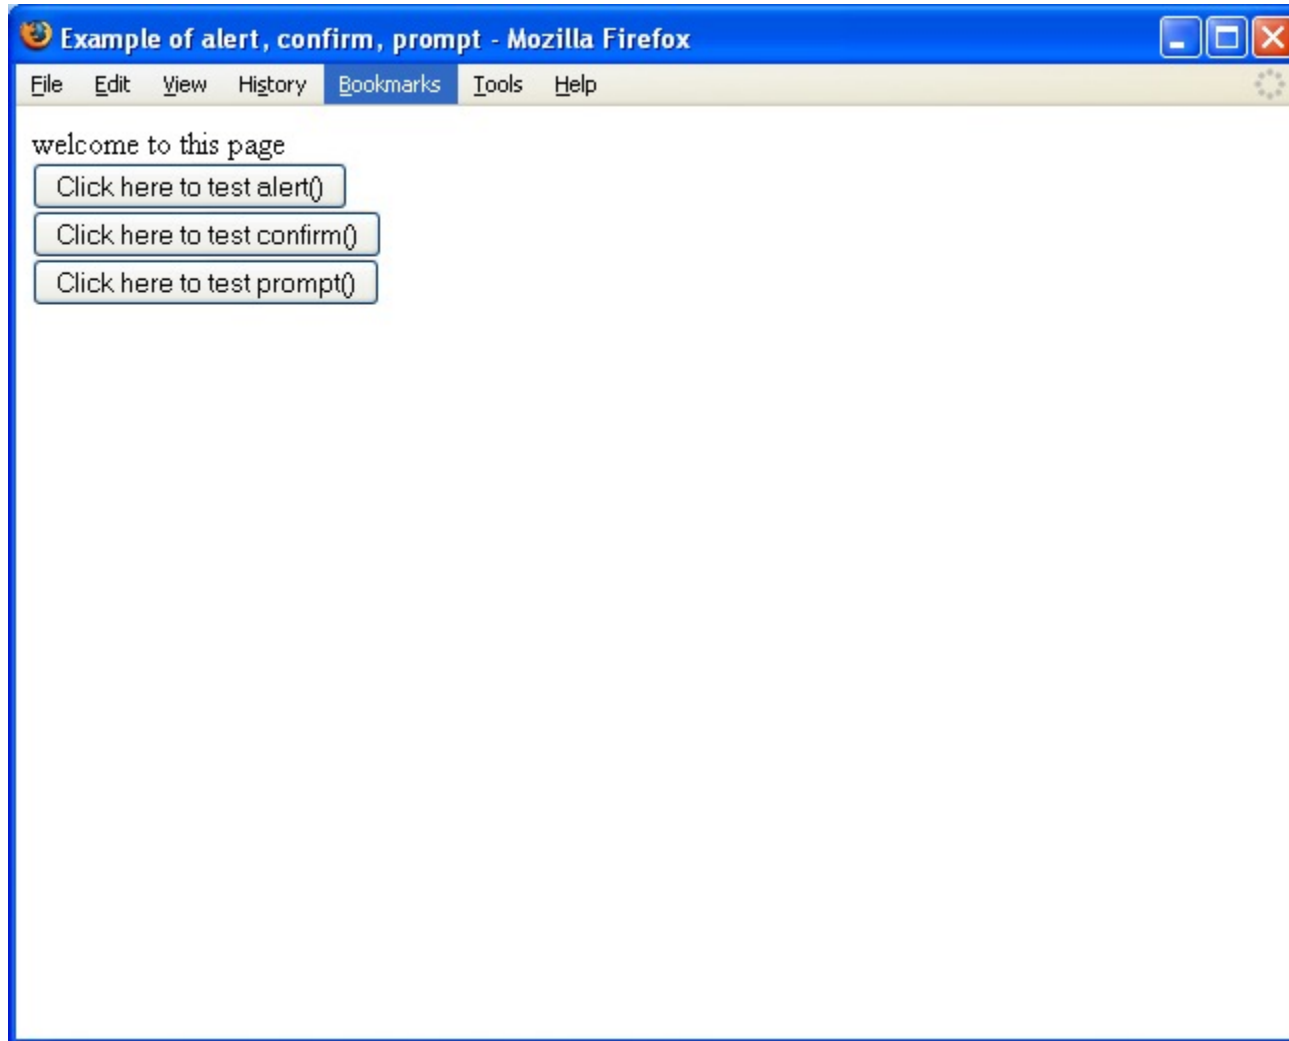 Example of alert, confirm, prompt - Mozilla Firefox
File Edit View History Bookmarks Tools Help
welcome to this page
Click here to test alert()
Click here to test confirm()
Click here to test prompt()